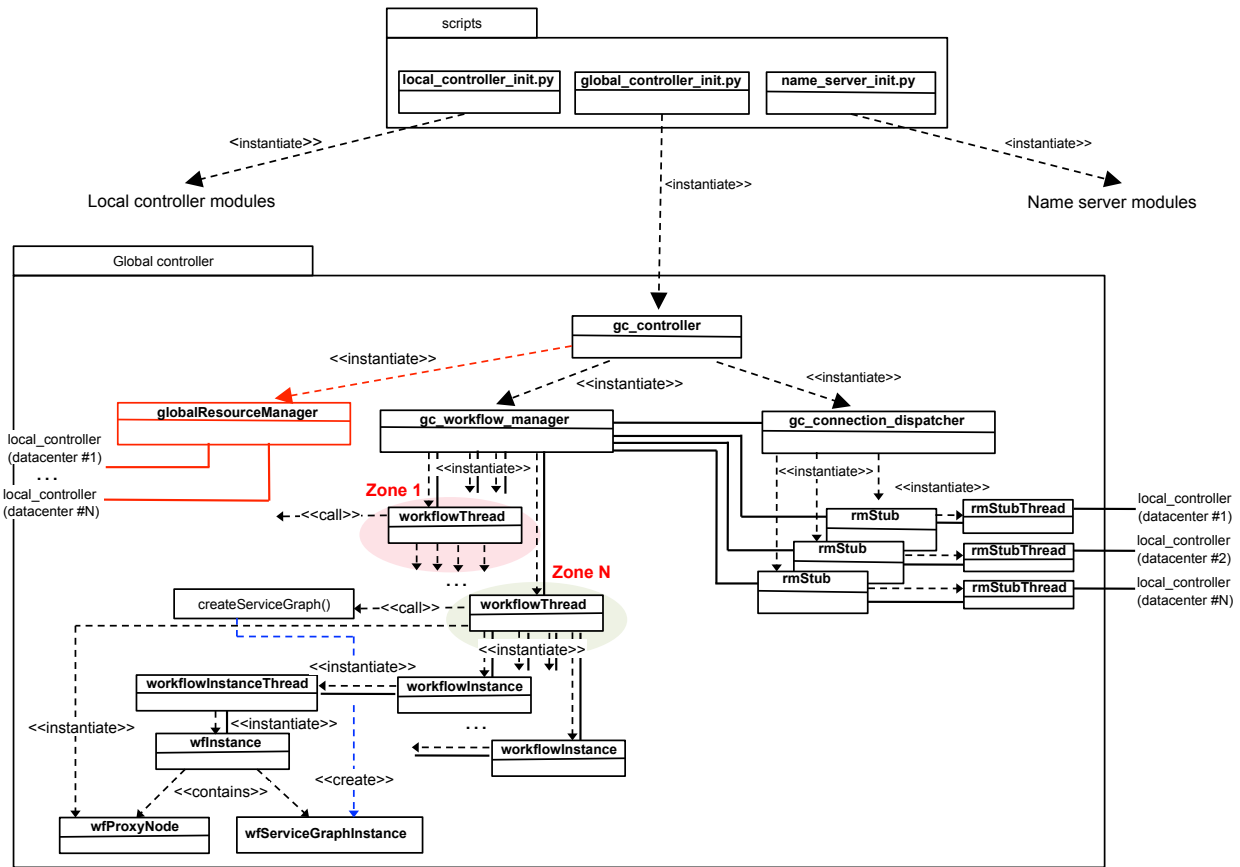 scripts
local_controller_init.py
global_controller_init.py
name_server_init.py
<instantiate>>
<instantiate>>
<instantiate>>
Local controller modules
Name server modules
Global controller
gc_controller
<<instantiate>>
<<instantiate>>
<<instantiate>>
globalResourceManager
gc_workflow_manager
gc_connection_dispatcher
local_controller
(datacenter #1)
...
local_controller
(datacenter #N)
<<instantiate>>
<<instantiate>>
<<instantiate>>
Zone 1
<<call>>
workflowThread
rmStub
rmStubThread
local_controller
(datacenter #1)
rmStub
rmStubThread
local_controller
(datacenter #2)
rmStub
rmStubThread
local_controller
(datacenter #N)
...
Zone N
createServiceGraph()
<<call>>
workflowThread
<<instantiate>>
<<instantiate>>
workflowInstanceThread
workflowInstance
<<instantiate>>
<<instantiate>>
...
wfInstance
workflowInstance
<<contains>>
<<create>>
wfProxyNode
wfServiceGraphInstance